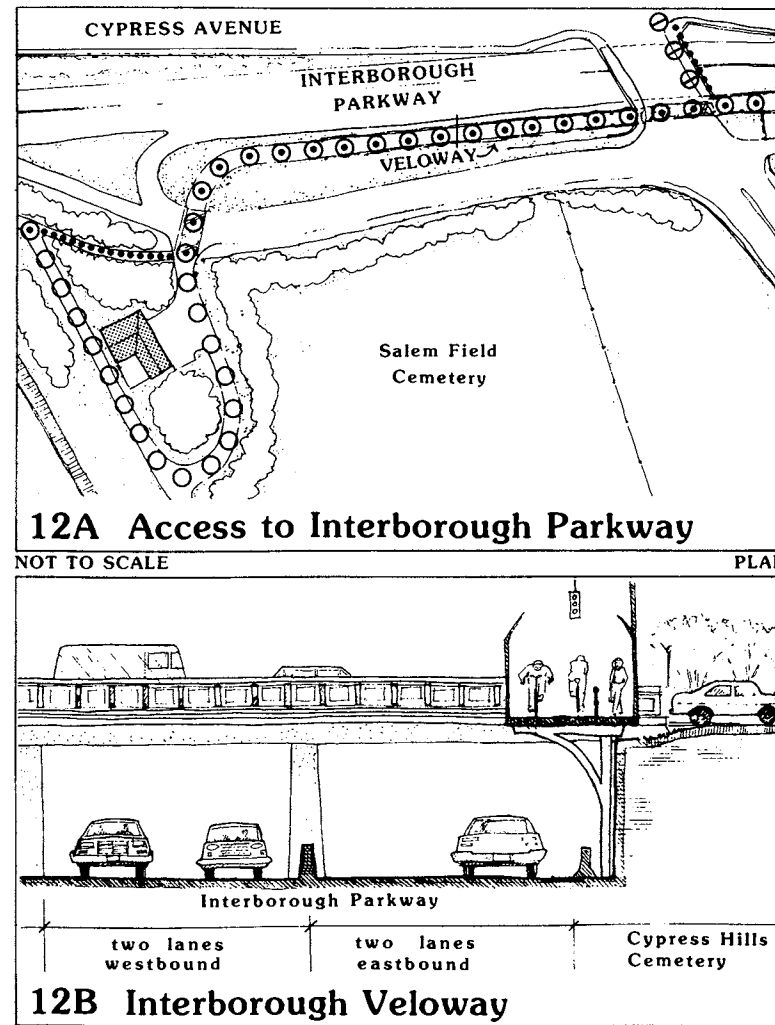 CYPRESS AVENUE
INTERBOROUGH
PARKWAY
VELOWAY
Salem Field
Cemetery
12A Access to Interborough Parkway
NOT TO SCALE
PLAN
Interborough Parkway
two lanes
westbound
two lanes
eastbound
Cypress Hills
Cemetery
12B Interborough Veloway